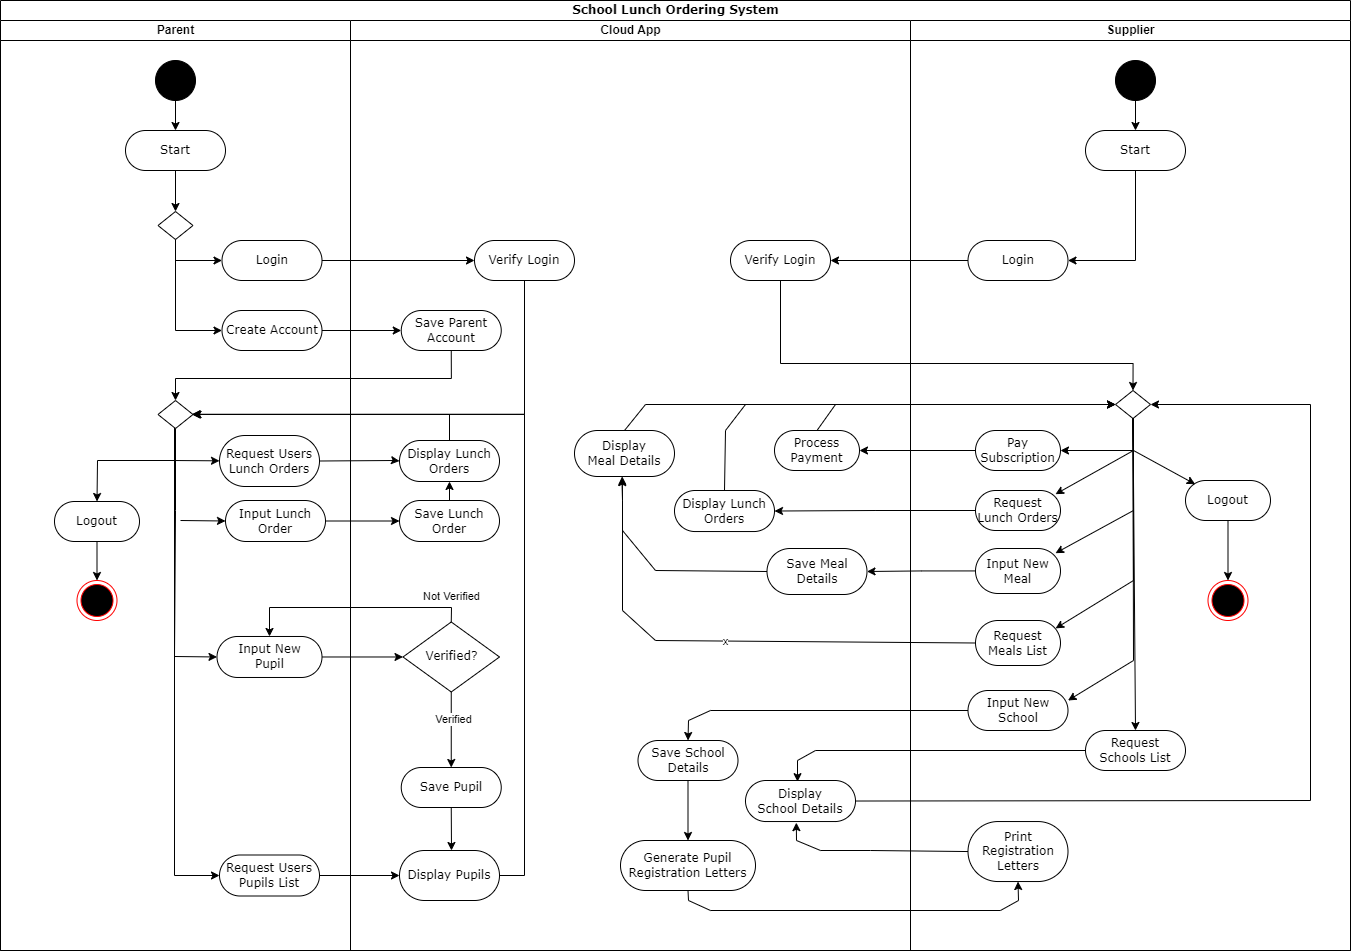 School Lunch Ordering System
Parent
Cloud App
Supplier
Start
Start
Login
Verify Login
Verify Login
Login
Create Account
Save Parent
Account
Request Users
Lunch Orders
Display Lunch
Orders
Display
Meal Details
Process
Payment
Pay
Subscription
Logout
Input Lunch
Order
Save Lunch
Order
Display Lunch
Orders
Request
Lunch Orders
Logout
Save Meal
Details
Input New
Meal
Not Verified
Input New
Pupil
Verified?
x
Request
Meals List
Verified
Input New
School
Save School
Details
Request
Schools List
Save Pupil
Display
School Details
Request Users
Pupils List
Display Pupils
Generate Pupil
Registration Letters
Print
Registration
Letters